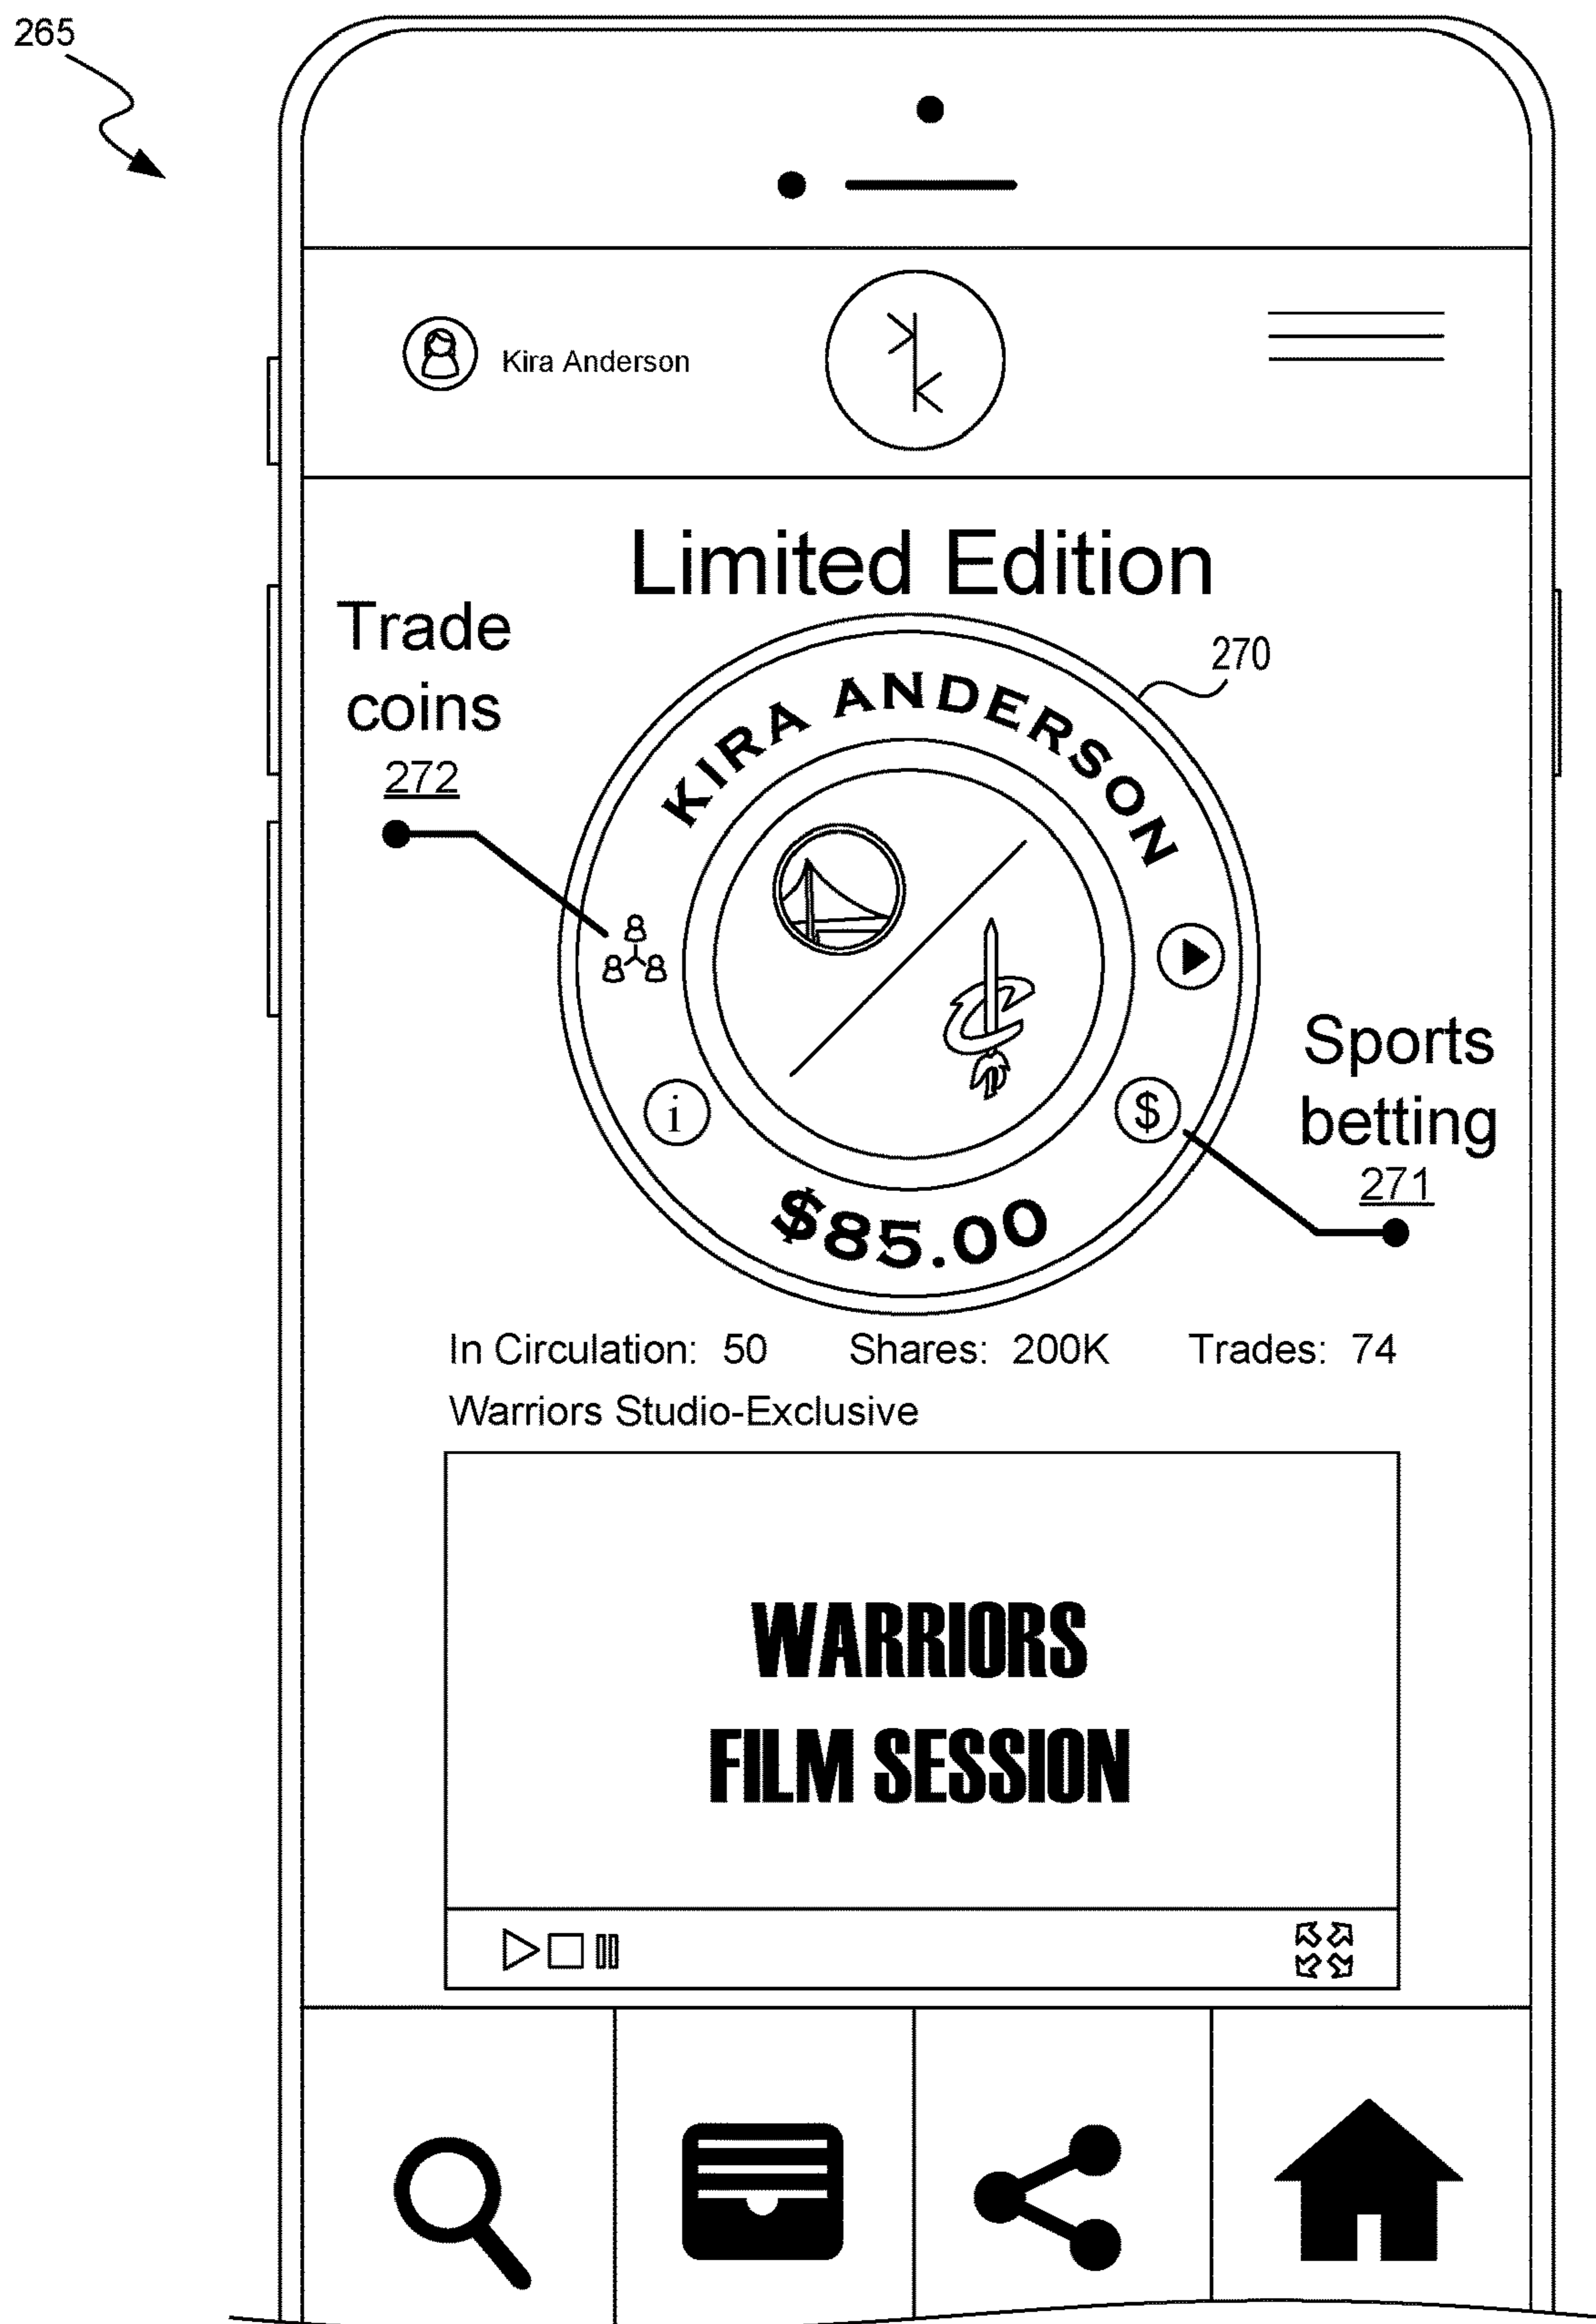 265
Kira Anderson
Limited Edition
Trade
coins
272
270
KIRA ANDERSON
i
$
Sports
betting
271
$85.00
In Circulation: 50 Shares: 200K Trades: 74
Warriors Studio-Exclusive
WARRIORS
FILM SESSION